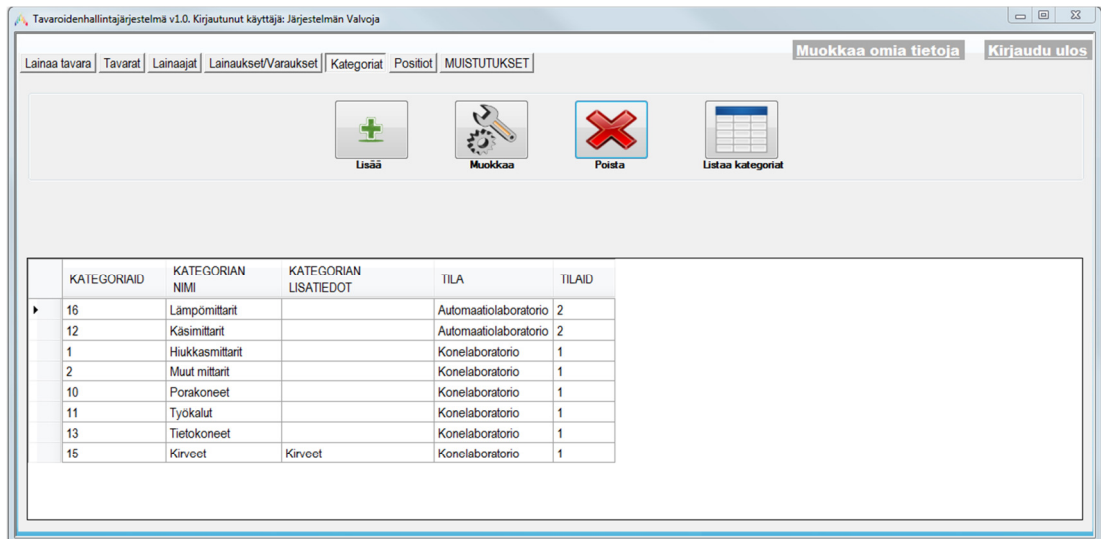 Tavaroidenhallintajärjestelmä v1.0. Kirjautunut käyttäjä: Järjestelmän Valvoja
Muokkaa omia tietoja Kirjaudu ulos
Lainaa tavara Tavarat Lainaajat Lainaukset/Varaukset Kategoriat Positiot MUISTUTUKSET
Lisää Muokkaa Poista Listaa kategoriat
KATEGORIAID KATEGORIAN NIMI KATEGORIAN LISATIEDOT TILA TILAID
16 Lämpömittarit Automaatiolaboratorio 2
12 Käsimittarit Automaatiolaboratorio 2
1 Hiukkasmittarit Konelaboratorio 1
2 Muut mittarit Konelaboratorio 1
10 Porakoneet Konelaboratorio 1
11 Työkalut Konelaboratorio 1
13 Tietokoneet Konelaboratorio 1
15 Kirveet Kirveet Konelaboratorio 1